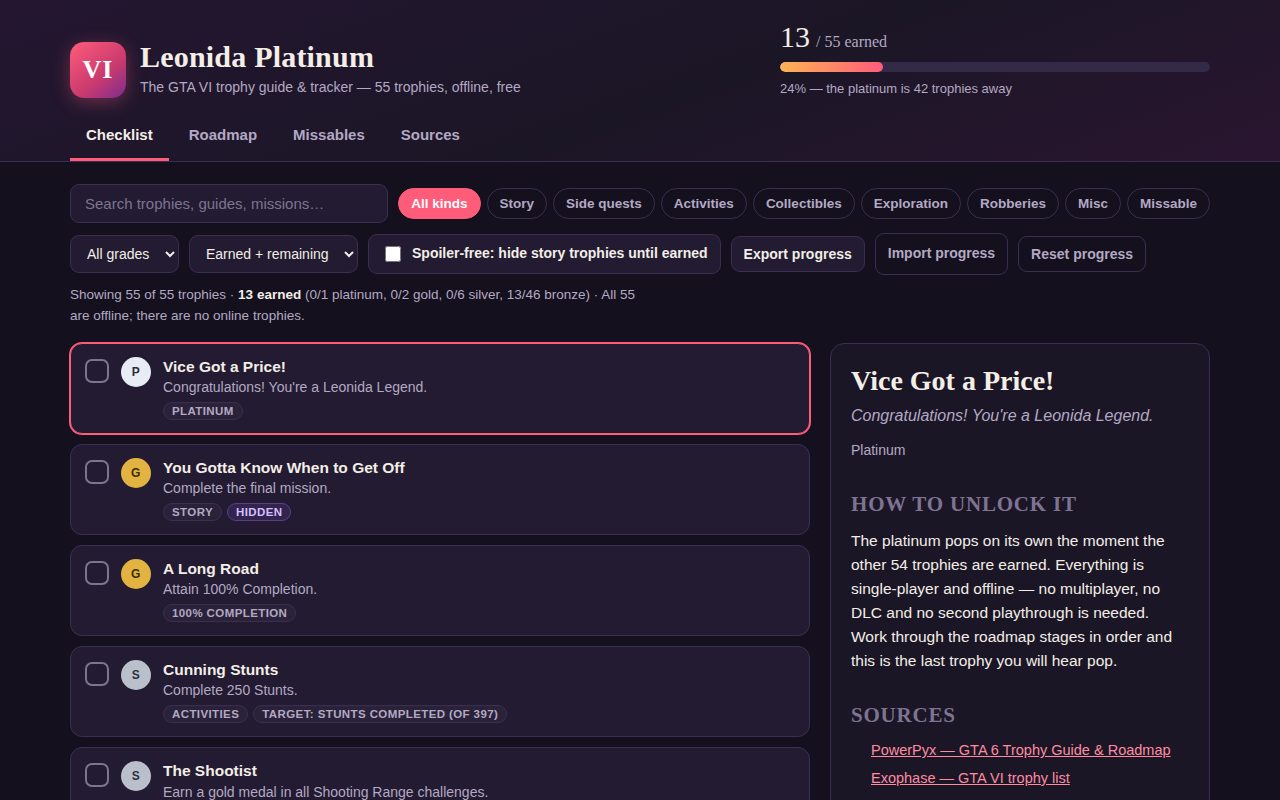 VI
Leonida Platinum
The GTA VI trophy guide & tracker — 55 trophies, offline, free
13 / 55 earned
24% — the platinum is 42 trophies away
Checklist Roadmap Missables Sources
Search trophies, guides, missions…
All kinds Story Side quests Activities Collectibles Exploration Robberies Misc Missable
All grades Earned + remaining Spoiler-free: hide story trophies until earned Export progress Import progress Reset progress
Showing 55 of 55 trophies · 13 earned (0/1 platinum, 0/2 gold, 0/6 silver, 13/46 bronze) · All 55
are offline; there are no online trophies.
P
Vice Got a Price!
Congratulations! You're a Leonida Legend.
PLATINUM
G
You Gotta Know When to Get Off
Complete the final mission.
STORY HIDDEN
G
A Long Road
Attain 100% Completion.
100% COMPLETION
S
Cunning Stunts
Complete 250 Stunts.
ACTIVITIES TARGET: STUNTS COMPLETED (OF 397)
S
The Shootist
Earn a gold medal in all Shooting Range challenges.
Vice Got a Price!
Congratulations! You're a Leonida Legend.
Platinum
HOW TO UNLOCK IT
The platinum pops on its own the moment the
other 54 trophies are earned. Everything is
single-player and offline — no multiplayer, no
DLC and no second playthrough is needed.
Work through the roadmap stages in order and
this is the last trophy you will hear pop.
SOURCES
PowerPyx — GTA 6 Trophy Guide & Roadmap
Exophase — GTA VI trophy list